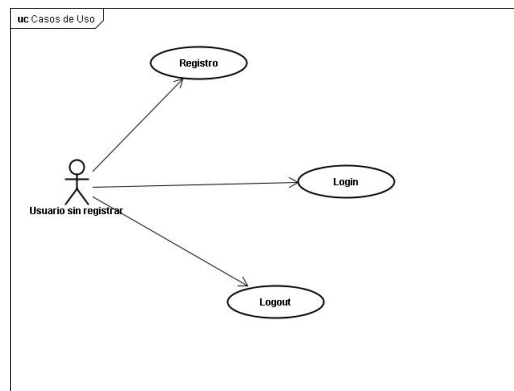 uc Casos de Uso
Registro
Login
Usuario sin registrar
Logout